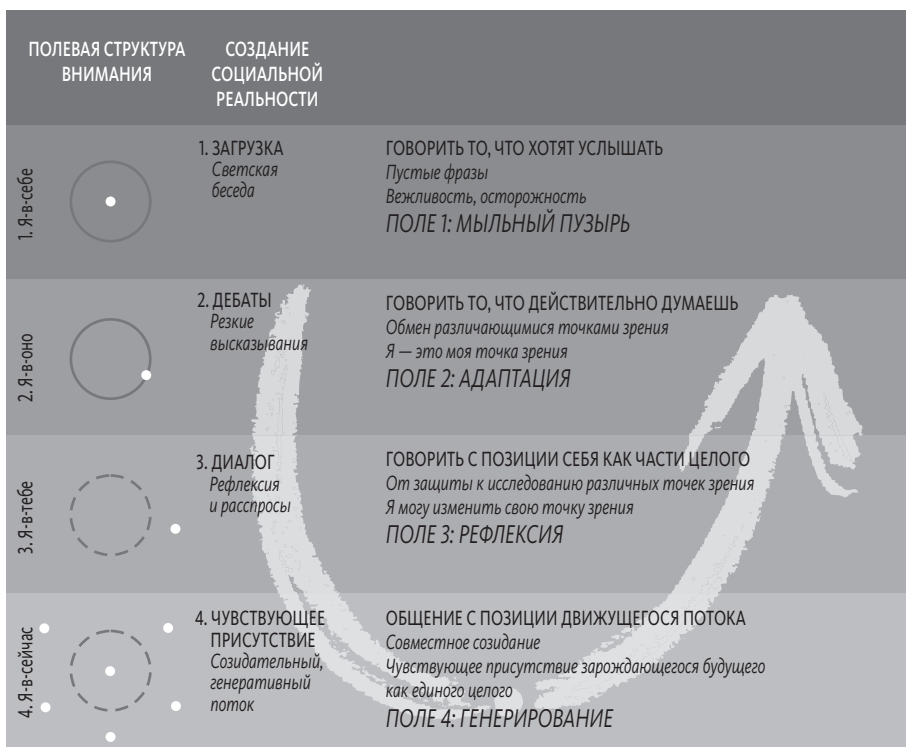 ПОЛЕВАЯ СТРУКТУРА
ВНИМАНИЯ
СОЗДАНИЕ
СОЦИАЛЬНОЙ
РЕАЛЬНОСТИ
1. Я-в-себе
1. ЗАГРУЗКА
Светская
беседа
ГОВОРИТЬ ТО, ЧТО ХОТЯТ УСЛЫШАТЬ
Пустые фразы
Вежливость, осторожность
ПОЛЕ 1: МЫЛЬНЫЙ ПУЗЫРЬ
2. Я-в-оно
2. ДЕБАТЫ
Резкие
высказывания
ГОВОРИТЬ ТО, ЧТО ДЕЙСТВИТЕЛЬНО ДУМАЕШЬ
Обмен различающимися точками зрения
Я — это моя точка зрения
ПОЛЕ 2: АДАПТАЦИЯ
3. Я-в-тебе
3. ДИАЛОГ
Рефлексия
и расспросы
ГОВОРИТЬ С ПОЗИЦИИ СЕБЯ КАК ЧАСТИ ЦЕЛОГО
От защиты к исследованию различных точек зрения
Я могу изменить свою точку зрения
ПОЛЕ 3: РЕФЛЕКСИЯ
4. Я-в-сейчас
4. ЧУВСТВУЮЩЕЕ
ПРИСУТСТВИЕ
Созидательный,
генеративный
поток
ОБЩЕНИЕ С ПОЗИЦИИ ДВИЖУЩЕГОСЯ ПОТОКА
Совместное созидание
Чувствующее присутствие зарождающегося будущего
как единого целого
ПОЛЕ 4: ГЕНЕРИРОВАНИЕ